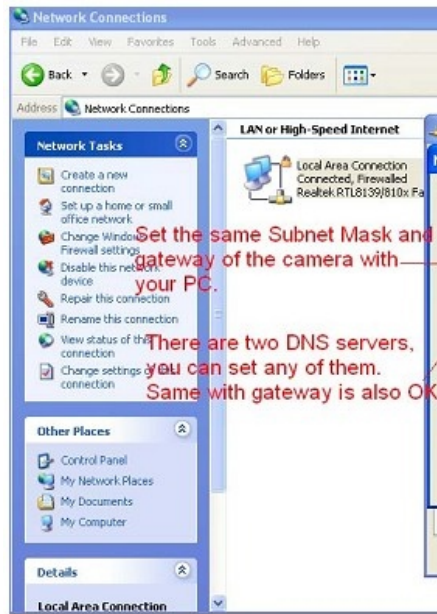 Network Connections
File Edit View Favorites Tools Advanced Help
Back Search Folders
Address Network Connections
Network Tasks
Create a new
connection
Set up a home or small
office network
Change Windows
Firewall settings
Disable this network
device
Repair this connection
Rename this connection
View status of this
connection
Change settings of this
connection
Other Places
Control Panel
My Network Places
My Documents
My Computer
Details
Local Area Connection
LAN or High-Speed Internet
Local Area Connection
Connected, Firewalled
Realtek RTL8139/810x Fa
Set the same Subnet Mask and
gateway of the camera with
your PC.
There are two DNS servers,
you can set any of them.
Same with gateway is also OK